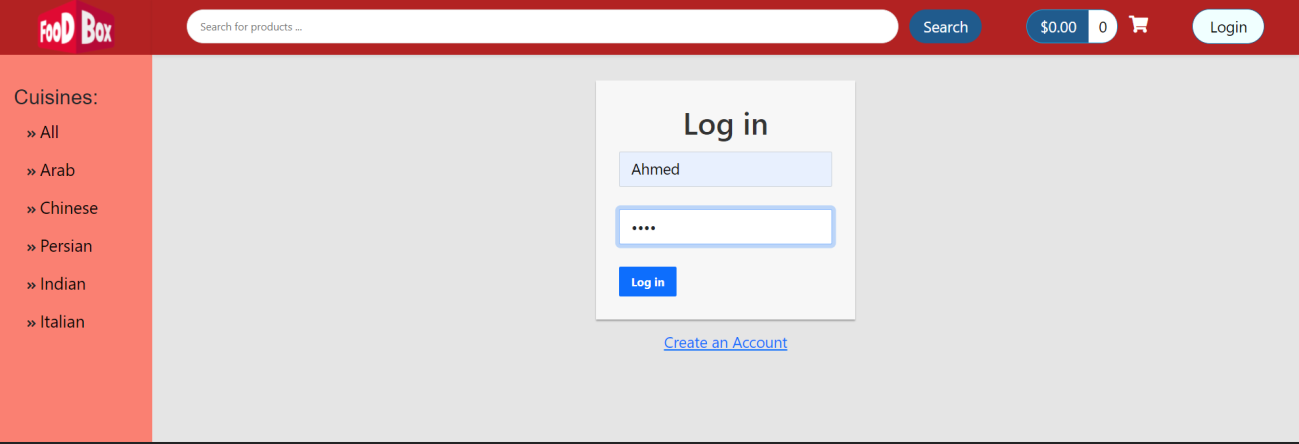 FooD Box
Search for products ...
Search
$0.00
0
Login
Cuisines:
» All
» Arab
» Chinese
» Persian
» Indian
» Italian
Log in
Ahmed
••••
Log in
Create an Account